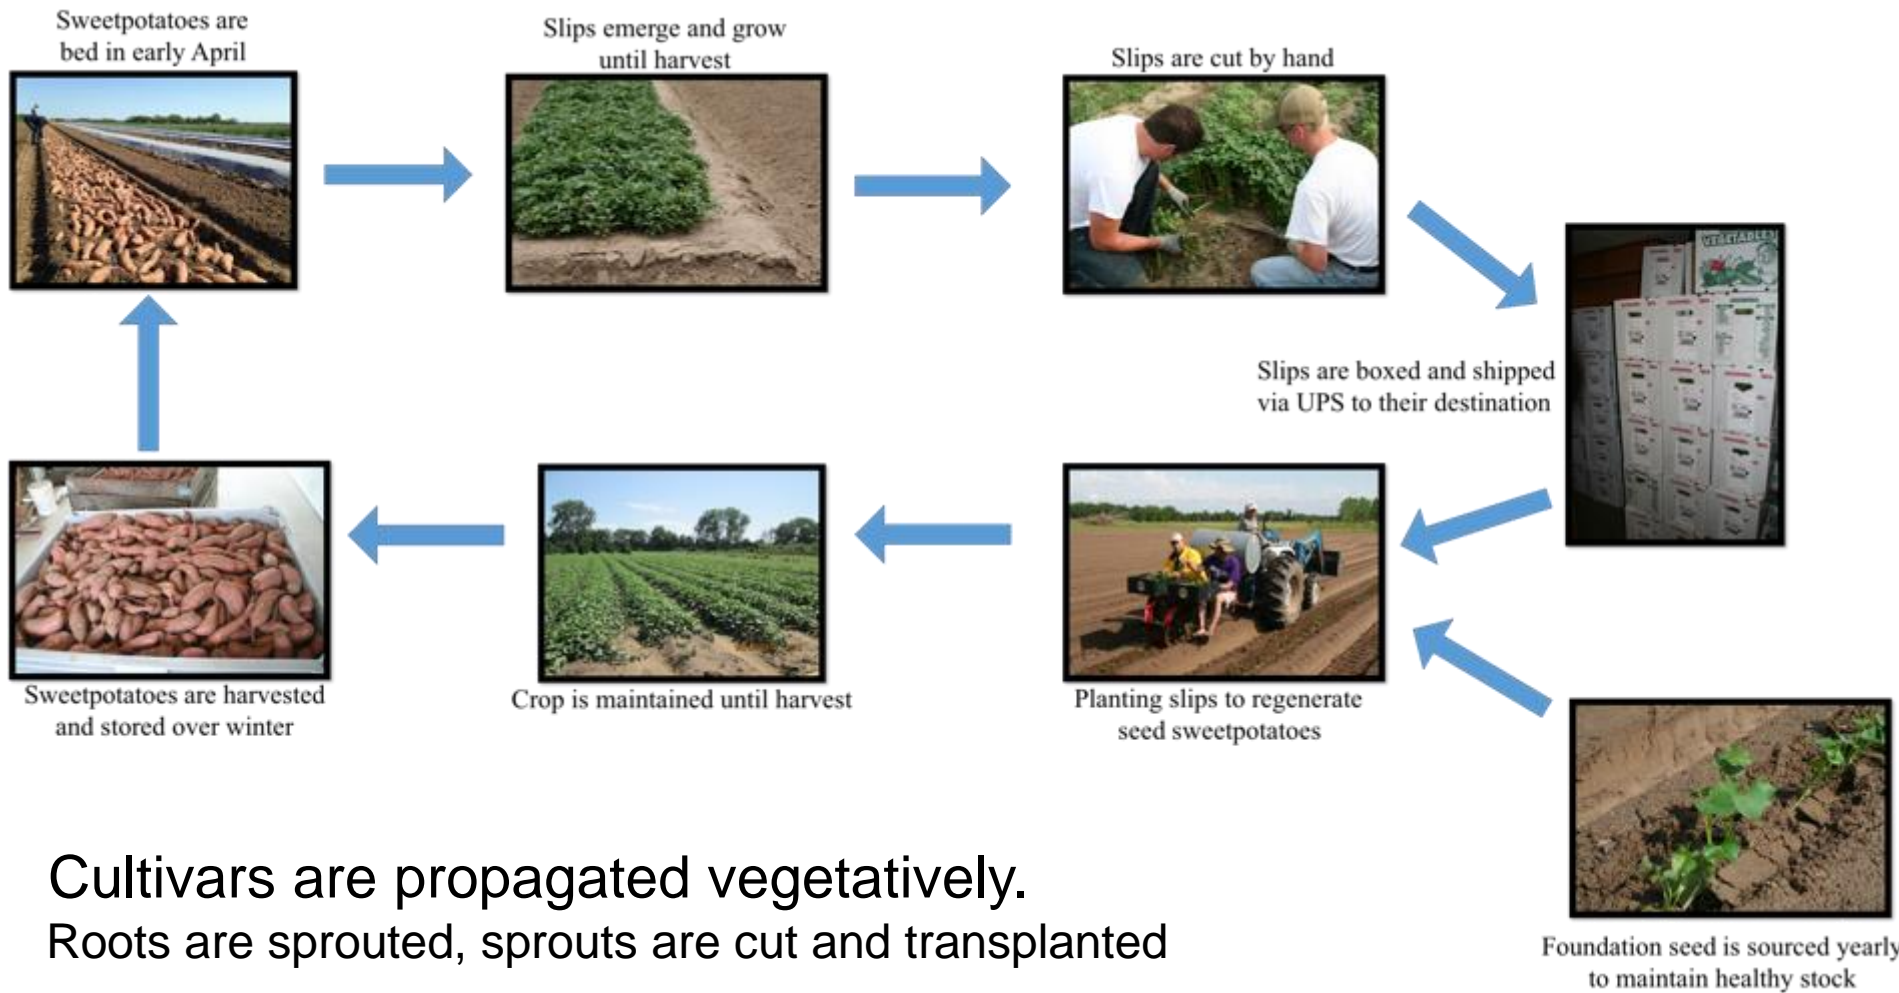 Sweetpotatoes are
bed in early April
Slips emerge and grow
until harvest
Slips are cut by hand
VEGETABLES
Slips are boxed and shipped
via UPS to their destination
Sweetpotatoes are harvested
and stored over winter
Crop is maintained until harvest
Planting slips to regenerate
seed sweetpotatoes
Foundation seed is sourced yearly
to maintain healthy stock
Cultivars are propagated vegetatively.
Roots are sprouted, sprouts are cut and transplanted